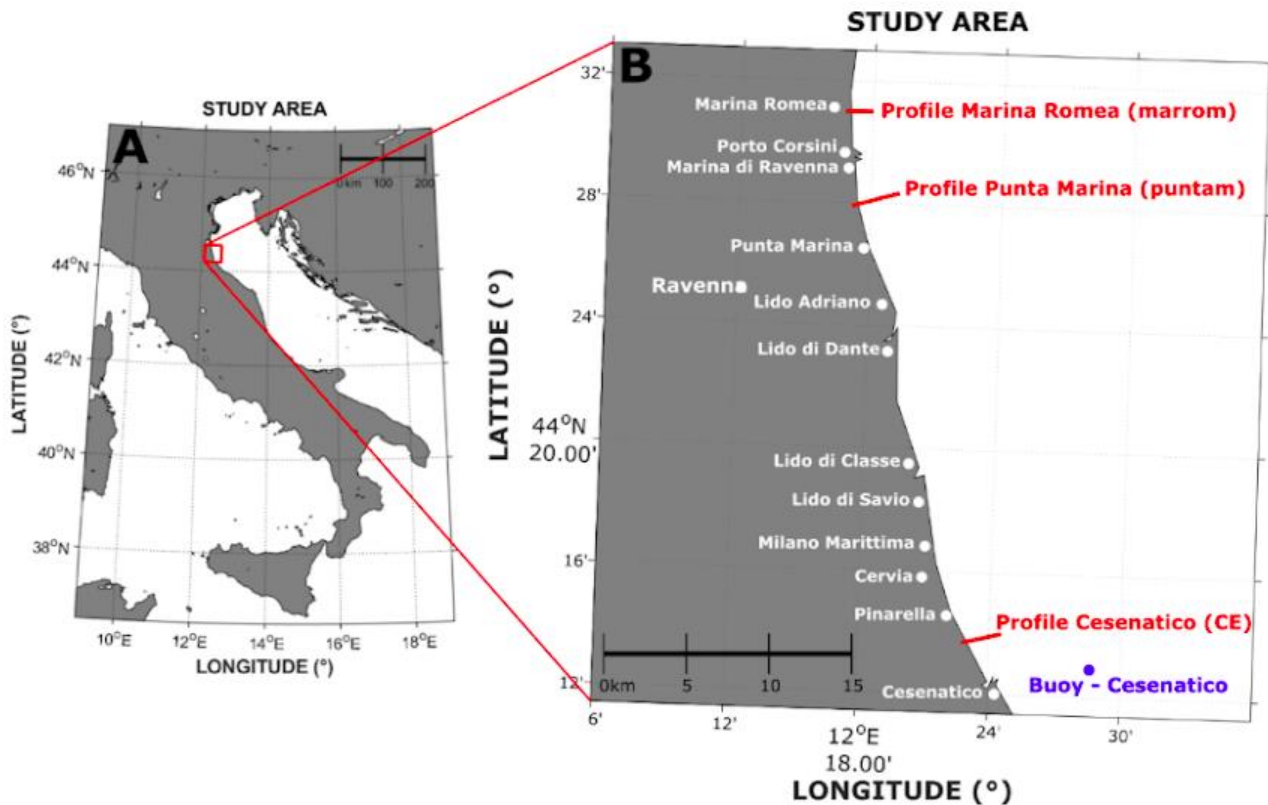 STUDY AREA
A
46°N
44°N
42°N
40°N
38°N
LATITUDE (°)
0km 100 200
10°E 12°E 14°E 16°E 18°E
LONGITUDE (°)
STUDY AREA
B
32'
28'
24'
44°N
20.00'
16'
12'
LATITUDE (°)
Marina Romea
Profile Marina Romea (marrom)
Porto Corsini
Marina di Ravenna
Profile Punta Marina (puntam)
Punta Marina
Ravenna
Lido Adriano
Lido di Dante
Lido di Classe
Lido di Savio
Milano Marittima
Cervia
Pinarella
Profile Cesenatico (CE)
Buoy - Cesenatico
Cesenatico
0km 5 10 15
6' 12' 12°E 24' 30'
18.00'
LONGITUDE (°)